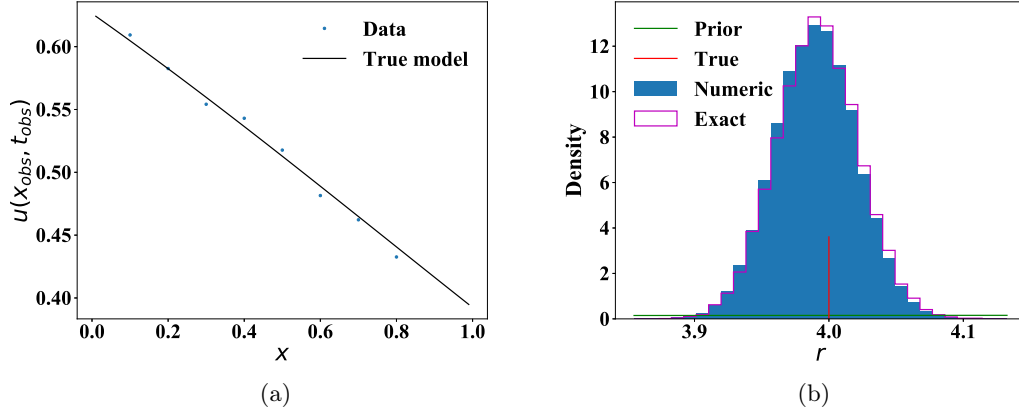 Data
True model
0.60
0.55
0.50
0.45
0.40
u(x_obs, t_obs)
0.0 0.2 0.4 0.6 0.8 1.0
x
(a)
Prior
True
Numeric
Exact
12
10
8
6
4
2
0
Density
3.9 4.0 4.1
r
(b)